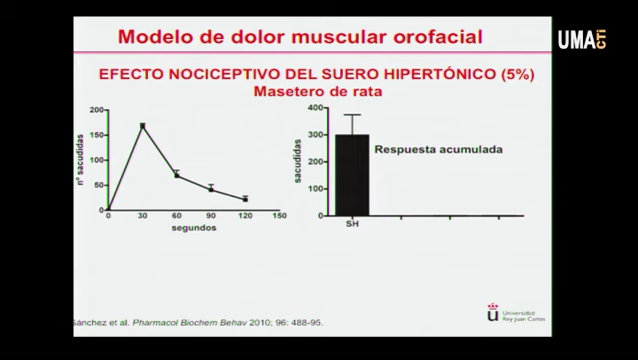 Modelo de dolor muscular orofacial
UMA CTI
EFECTO NOCICEPTIVO DEL SUERO HIPERTÓNICO (5%)
Masetero de rata
200
150
100
50
0
nº sacudidas
0 30 60 90 120 150
segundos
400
300
200
100
0
sacudidas
Respuesta acumulada
SH
Sánchez et al. Pharmacol Biochem Behav 2010; 96: 488-95.
u
Universidad
Rey Juan Carlos